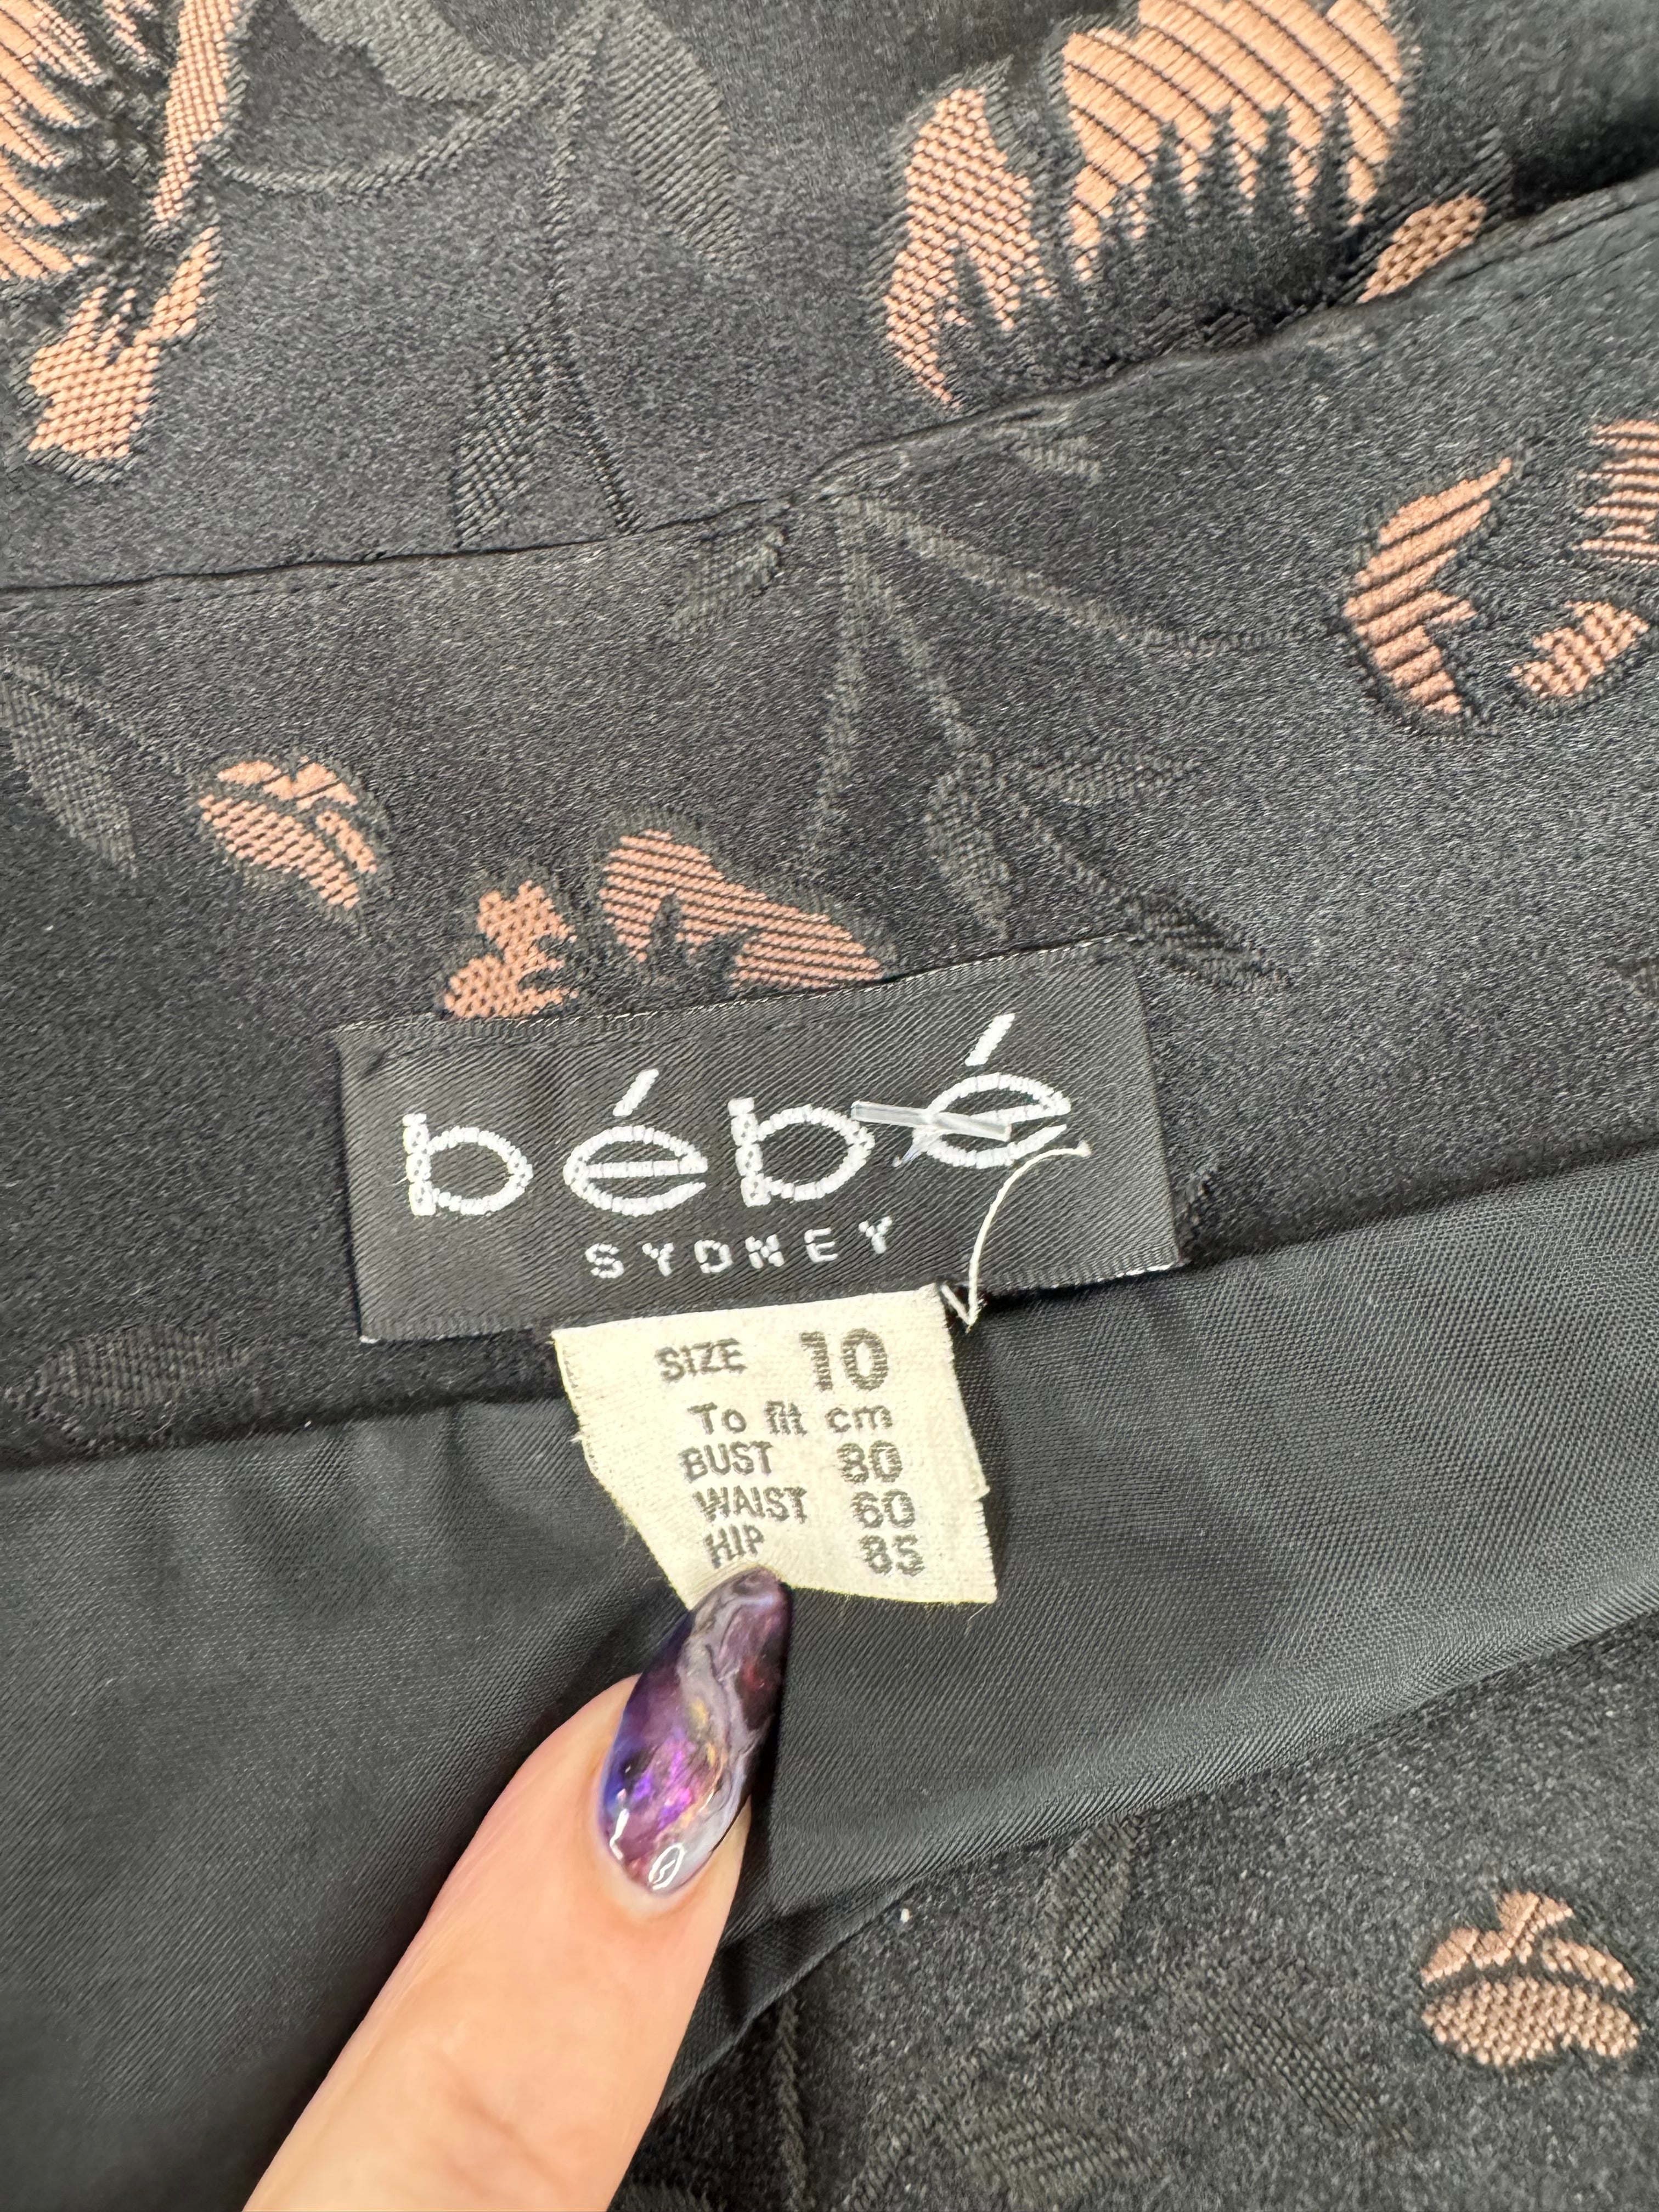 bébé
SYDNEY
SIZE 10
To fit cm
BUST 80
WAIST 60
HIP 85